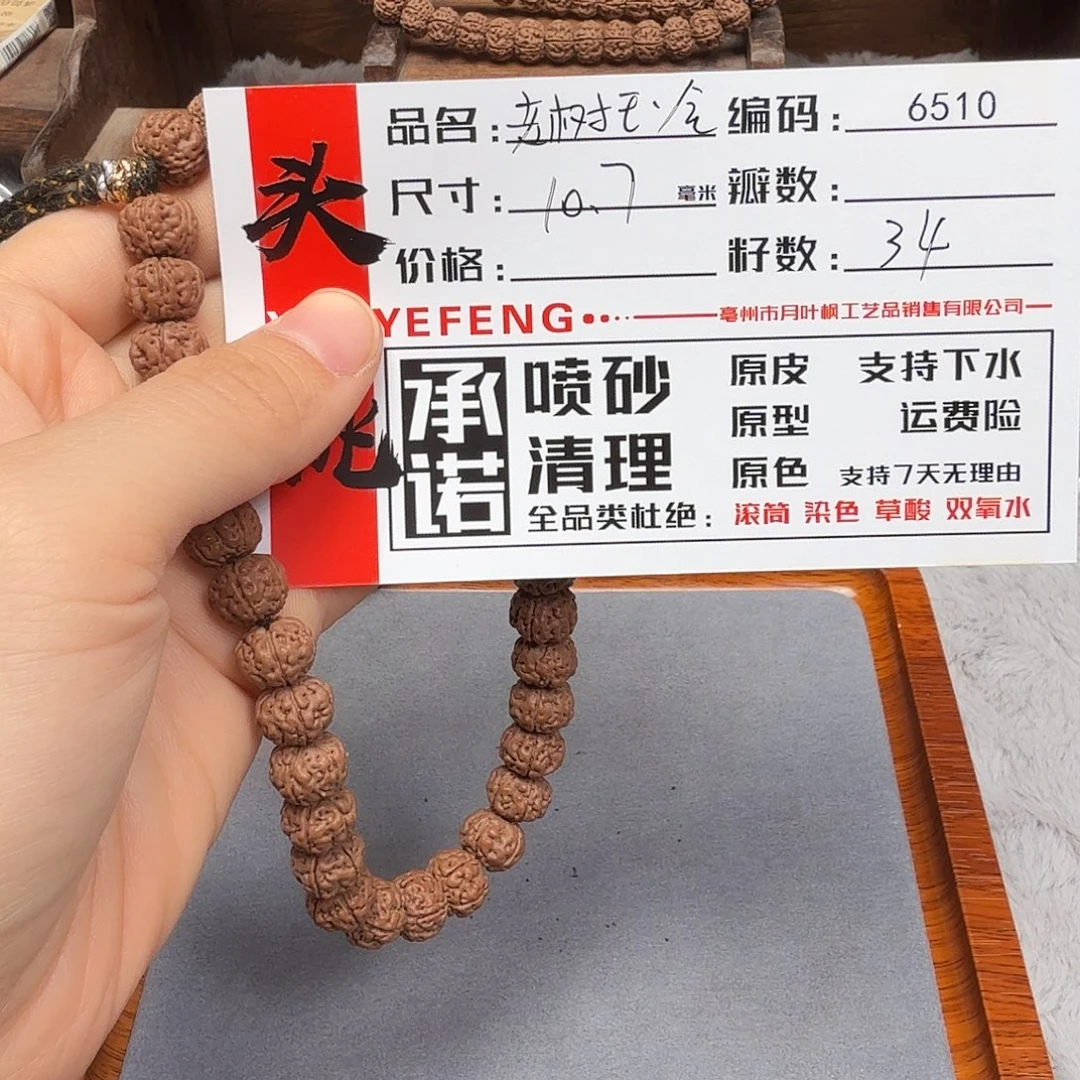 头
品名：老树 编码：6510
尺寸：10.7 毫米 瓣数：
价格： 籽数：34
YEFENG 亳州市月叶枫工艺品销售有限公司
承诺
喷砂 原皮 支持下水
原型 运费险
清理 原色 支持7天无理由
全品类杜绝：滚筒 染色 草酸 双氧水